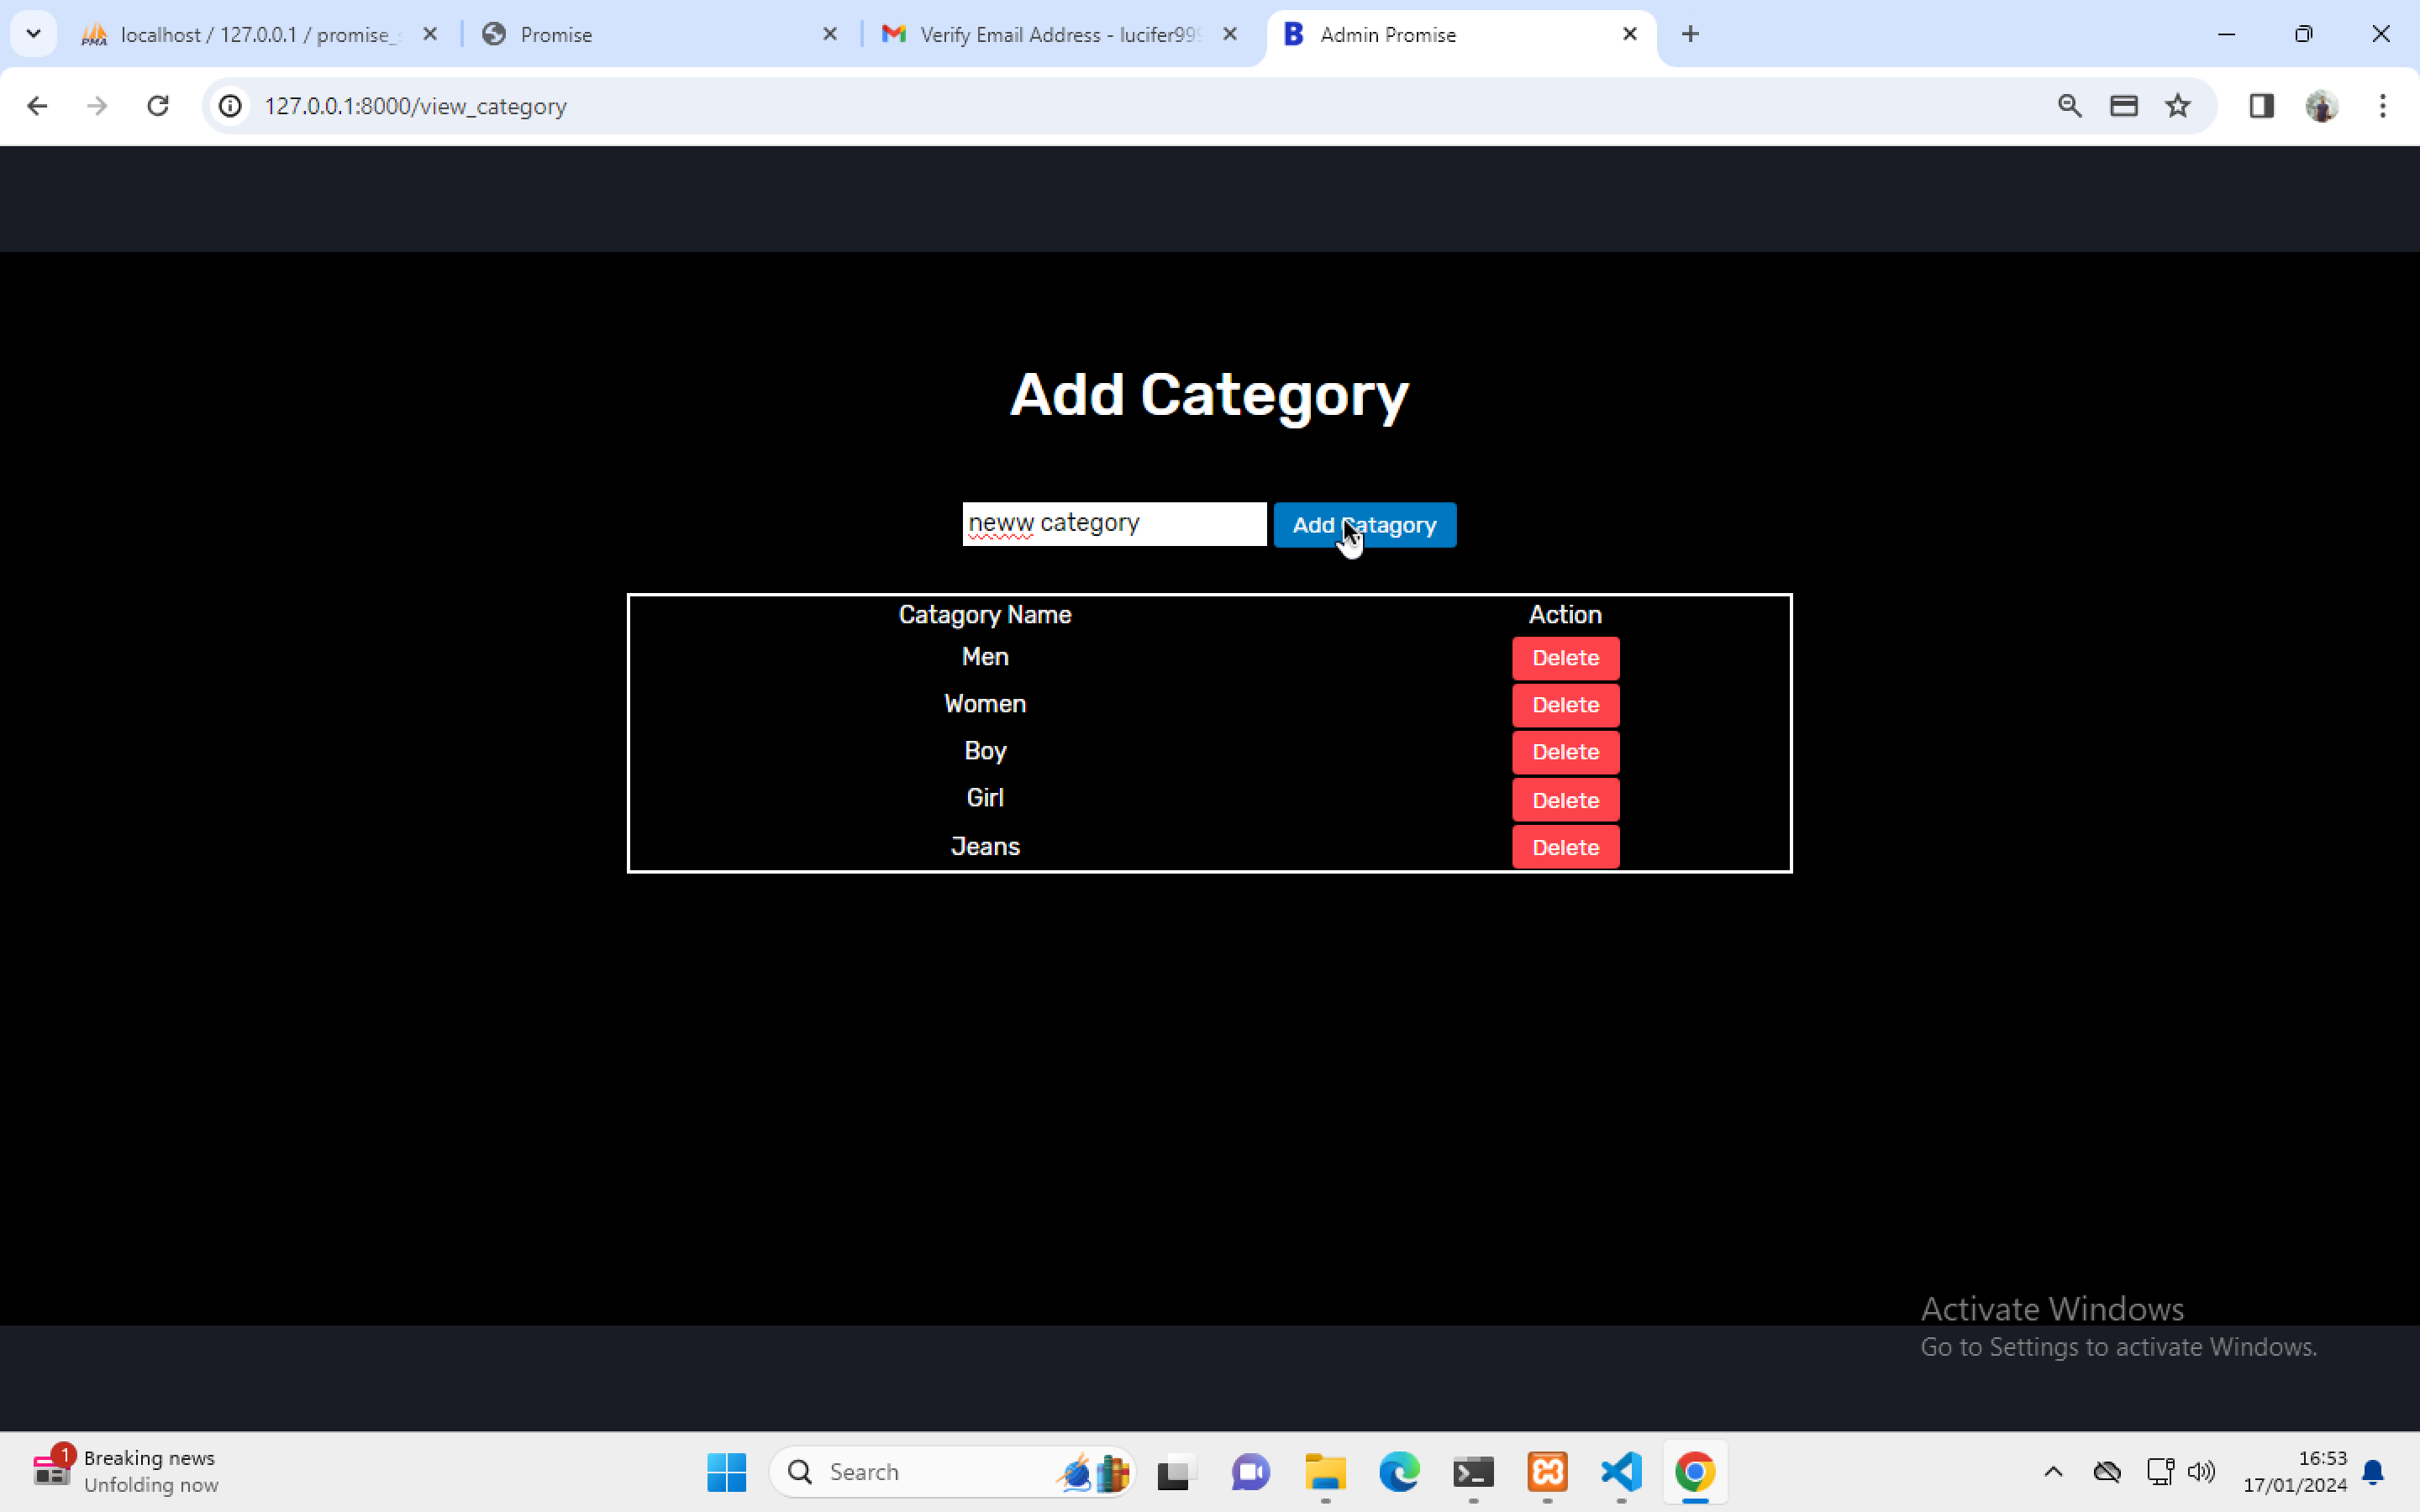 localhost / 127.0.0.1 / promise_
Promise
Verify Email Address - lucifer999
Admin Promise
127.0.0.1:8000/view_category
Add Category
neww category Add Catagory
Catagory Name Action
Men Delete
Women Delete
Boy Delete
Girl Delete
Jeans Delete
Activate Windows
Go to Settings to activate Windows.
1
Breaking news
Unfolding now
Search
16:53
17/01/2024